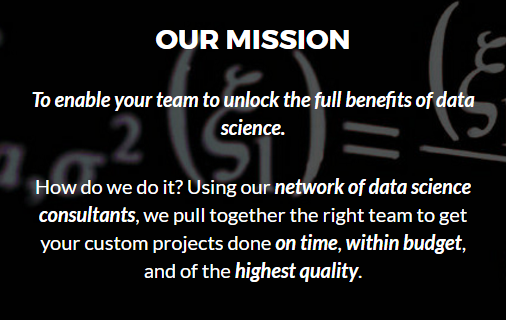 OUR MISSION
To enable your team to unlock the full benefits of data
science.
How do we do it? Using our network of data science
consultants, we pull together the right team to get
your custom projects done on time, within budget,
and of the highest quality.